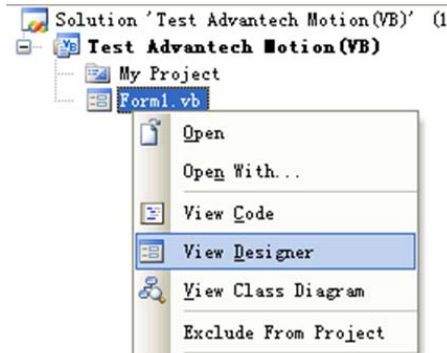 Solution 'Test Advantech Motion(VB)' (1
Test Advantech Motion(VB)
My Project
Form1.vb
Open
Open With...
View Code
View Designer
View Class Diagram
Exclude From Project